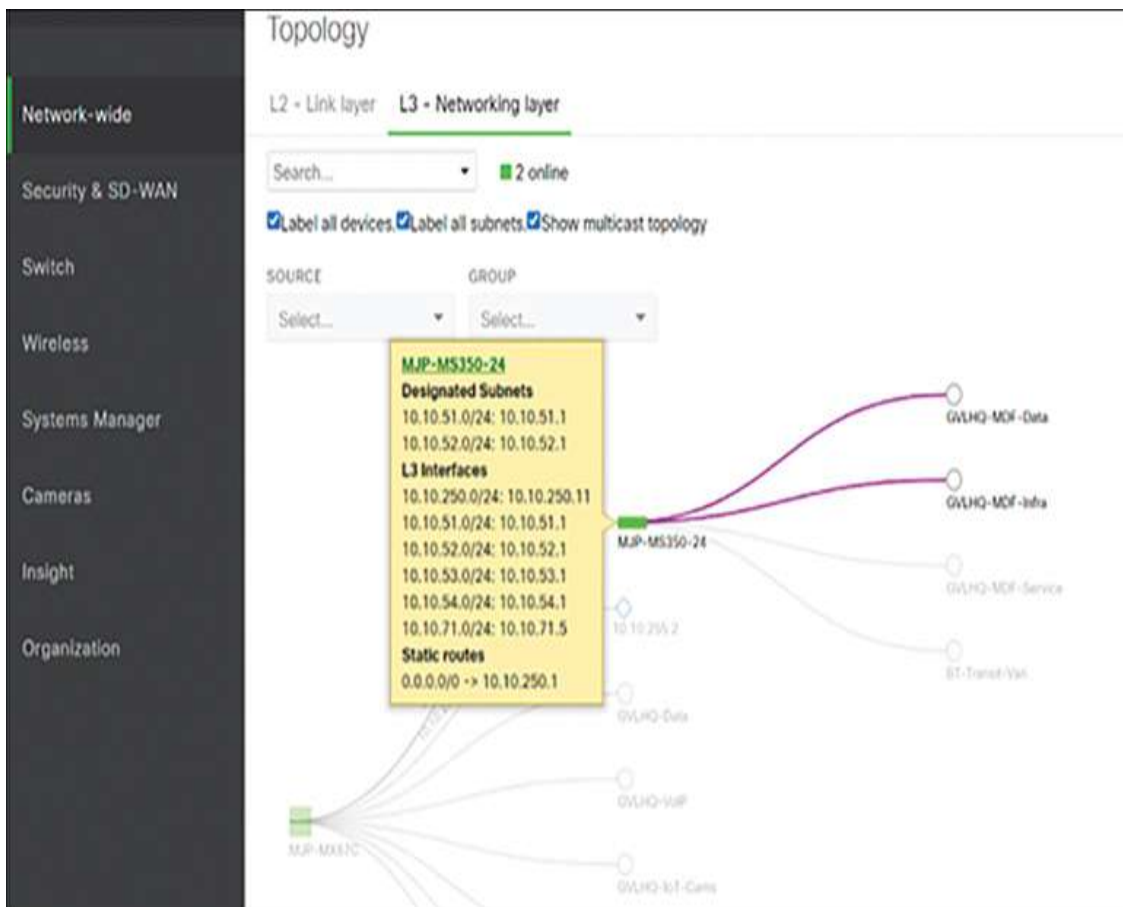 Topology
Network-wide
L2 - Link layer L3 - Networking layer
Search... 2 online
Security & SD-WAN
Label all devices. Label all subnets. Show multicast topology
Switch
SOURCE GROUP
Select... Select...
Wireless
Systems Manager
Cameras
Insight
Organization
MJP-MS350-24
Designated Subnets
10.10.51.0/24: 10.10.51.1
10.10.52.0/24: 10.10.52.1
L3 Interfaces
10.10.250.0/24: 10.10.250.11
10.10.51.0/24: 10.10.51.1
10.10.52.0/24: 10.10.52.1
10.10.53.0/24: 10.10.53.1
10.10.54.0/24: 10.10.54.1
10.10.71.0/24: 10.10.71.5
Static routes
0.0.0.0/0 -> 10.10.250.1
GVLHQ-MDF-Data
GVLHQ-MDF-Infra
MJP-MS350-24
GVLHQ-MDF-Service
10.10.255.2
GVLHQ-Data
GVLHQ-VoIP
GVLHQ-IoT-Cams